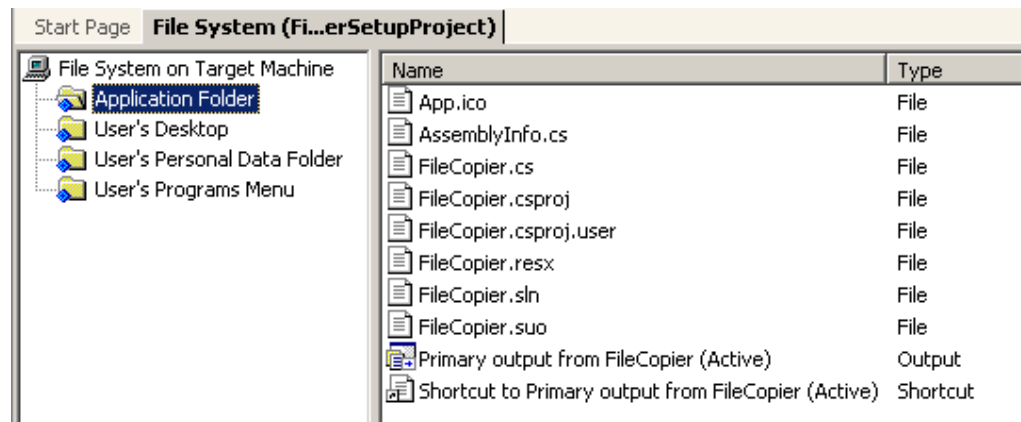 Start Page File System (Fi...erSetupProject)
File System on Target Machine
Application Folder
User's Desktop
User's Personal Data Folder
User's Programs Menu
Name Type
App.ico File
AssemblyInfo.cs File
FileCopier.cs File
FileCopier.csproj File
FileCopier.csproj.user File
FileCopier.resx File
FileCopier.sln File
FileCopier.suo File
Primary output from FileCopier (Active) Output
Shortcut to Primary output from FileCopier (Active) Shortcut